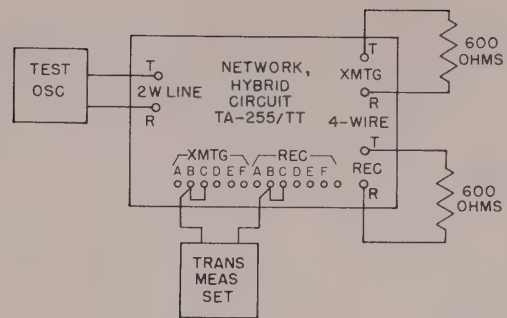 TEST
OSC
T
2W LINE
R
NETWORK,
HYBRID
CIRCUIT
TA-255/TT
T
XMTG
R
600
OHMS
4-WIRE
T
REC
R
600
OHMS
XMTG REC
A B C D E F A B C D E F
TRANS
MEAS
SET